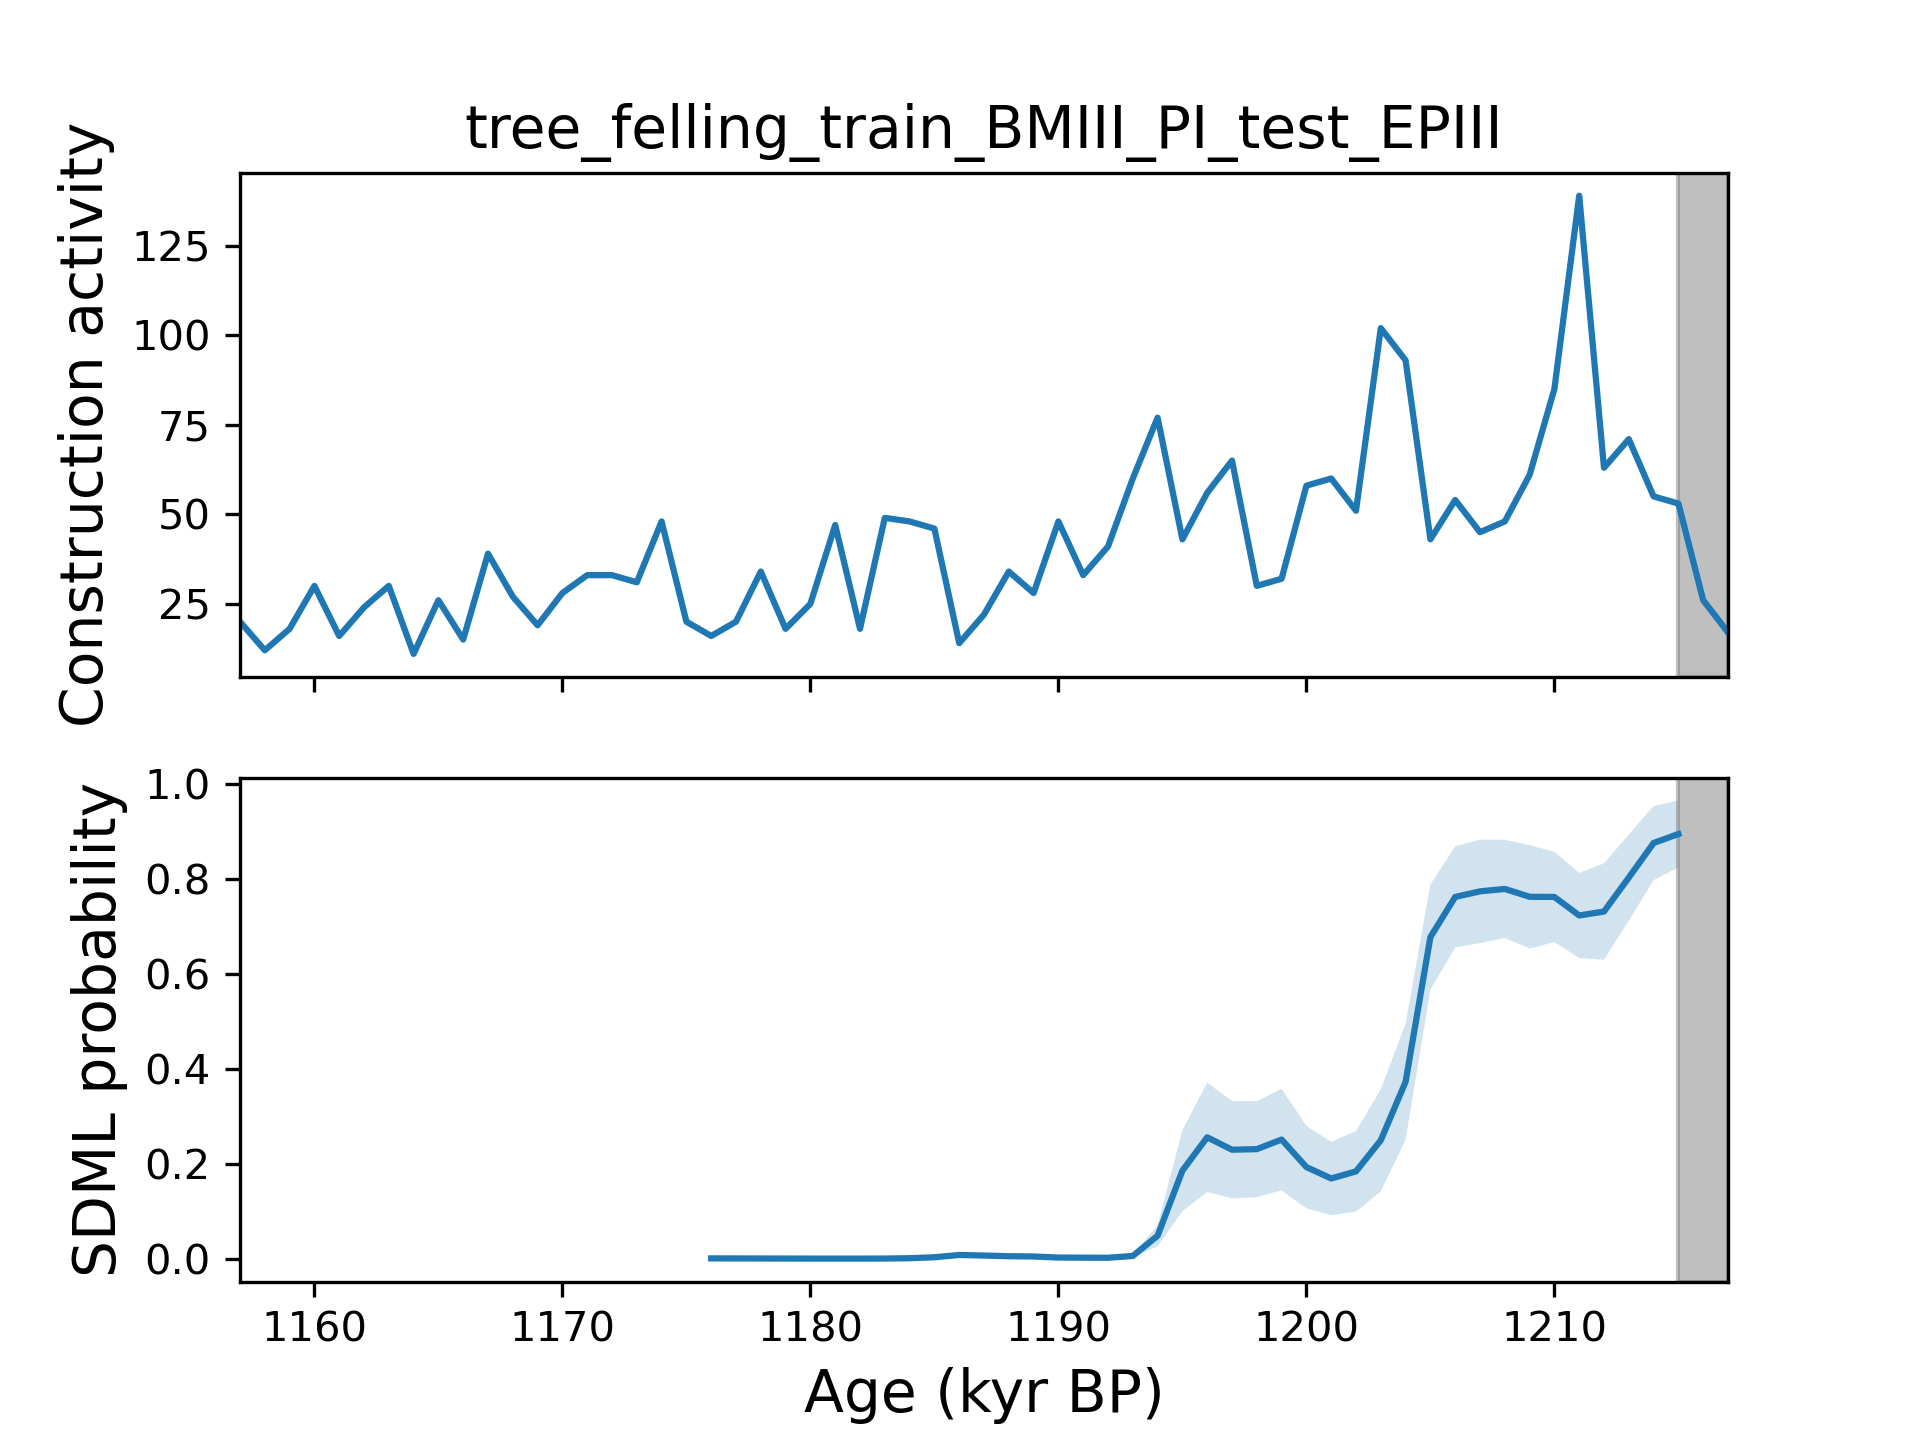 tree_felling_train_BMIII_PI_test_EPIII
Construction activity
125
100
75
50
25
SDML probability
1.0
0.8
0.6
0.4
0.2
0.0
1160 1170 1180 1190 1200 1210
Age (kyr BP)